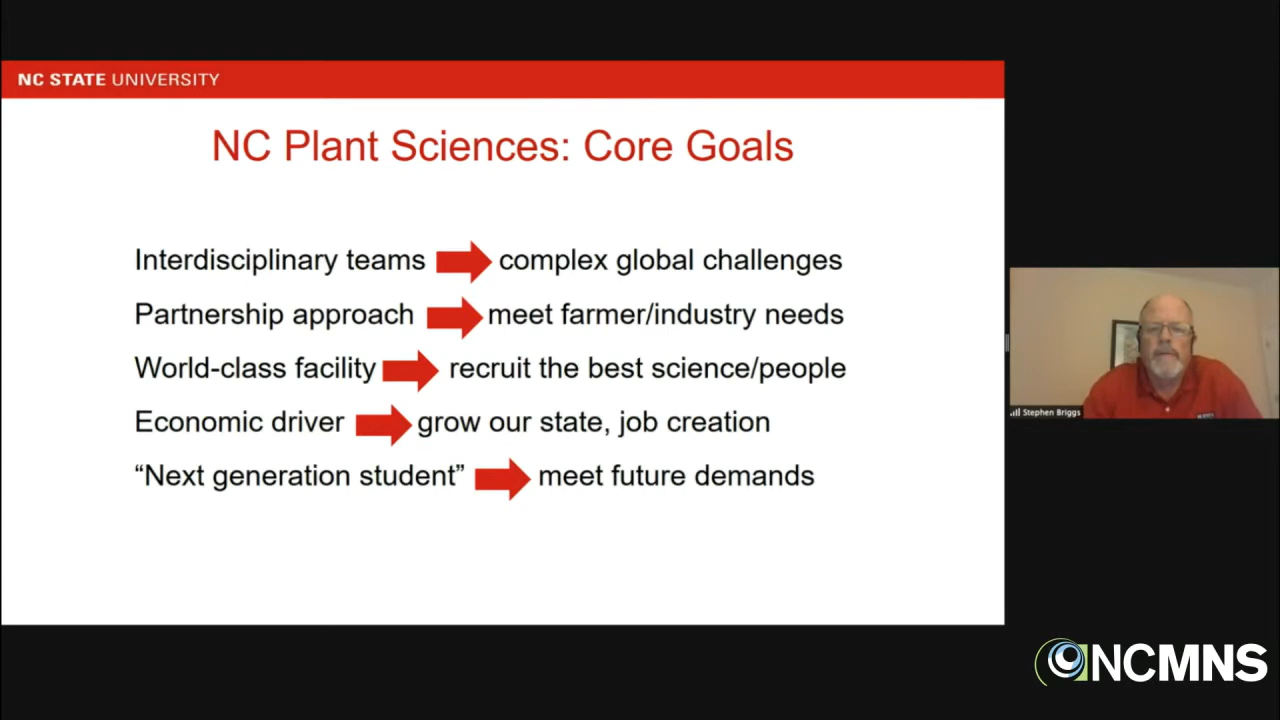 NC STATE UNIVERSITY
NC Plant Sciences: Core Goals
Interdisciplinary teams complex global challenges
Partnership approach meet farmer/industry needs
World-class facility recruit the best science/people
Economic driver grow our state, job creation
“Next generation student” meet future demands
Stephen Briggs
NCMNS